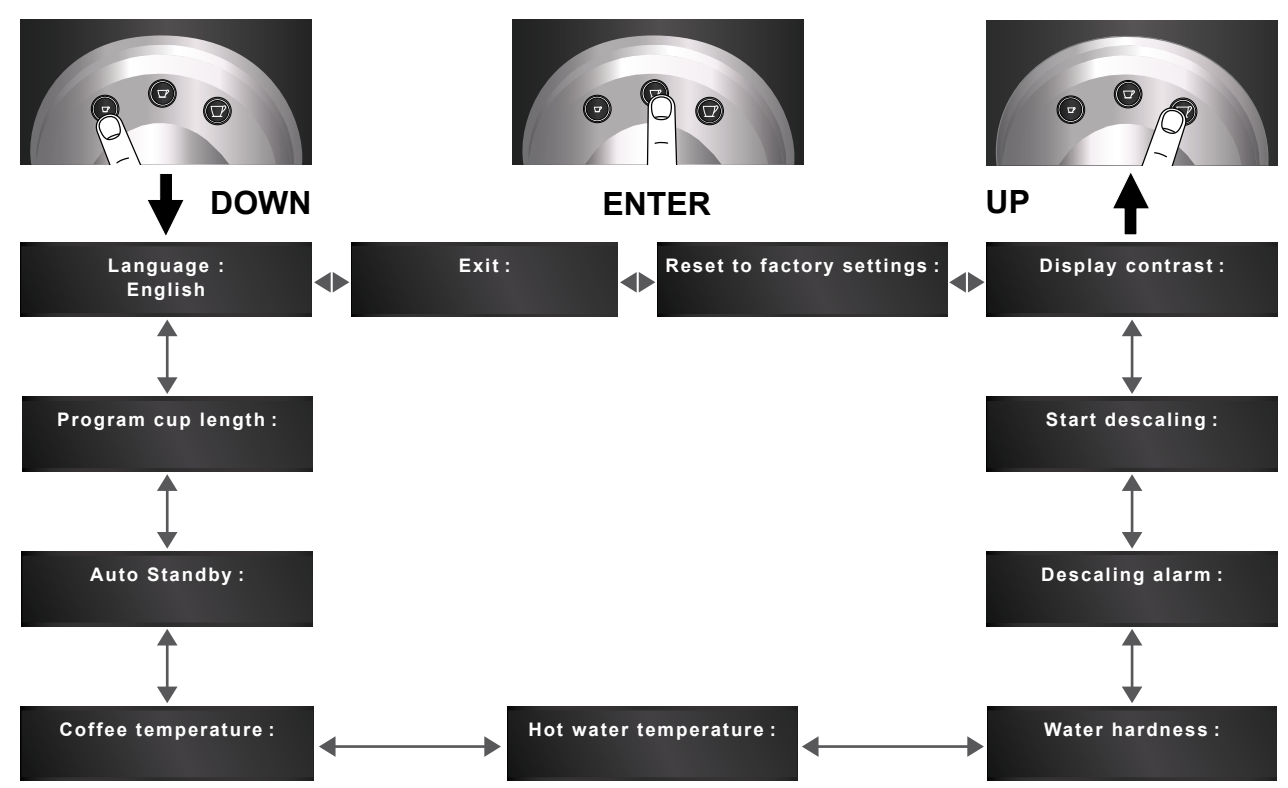 DOWN
ENTER
UP
Language :
English
Exit :
Reset to factory settings :
Display contrast :
Program cup length :
Start descaling :
Auto Standby :
Descaling alarm :
Coffee temperature :
Hot water temperature :
Water hardness :